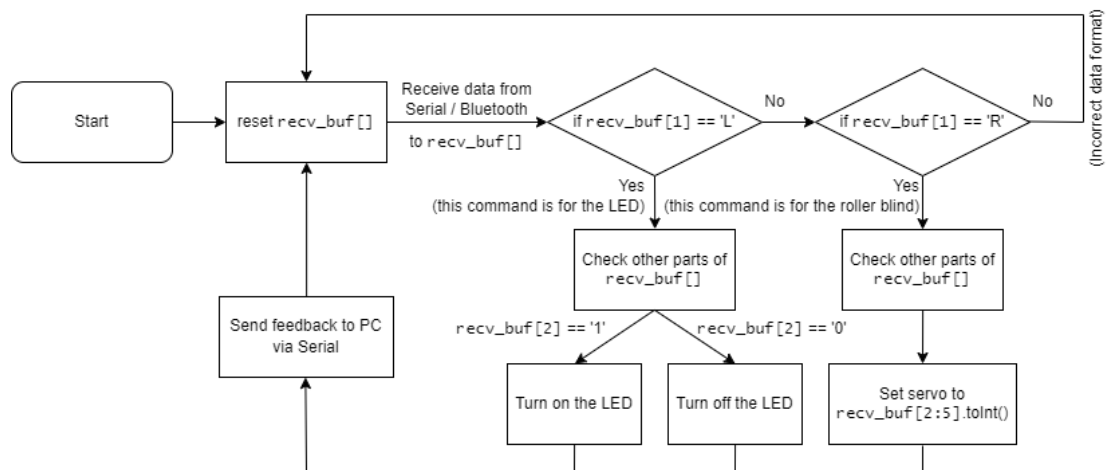 Start
reset recv_buf[]
Receive data from
Serial / Bluetooth
to recv_buf[]
if recv_buf[1] == 'L'
No
if recv_buf[1] == 'R'
No
(Incorrect data format)
Yes
(this command is for the LED)
Yes
(this command is for the roller blind)
Check other parts of
recv_buf[]
Check other parts of
recv_buf[]
Send feedback to PC
via Serial
recv_buf[2] == '1'
recv_buf[2] == '0'
Turn on the LED
Turn off the LED
Set servo to
recv_buf[2:5].toInt()